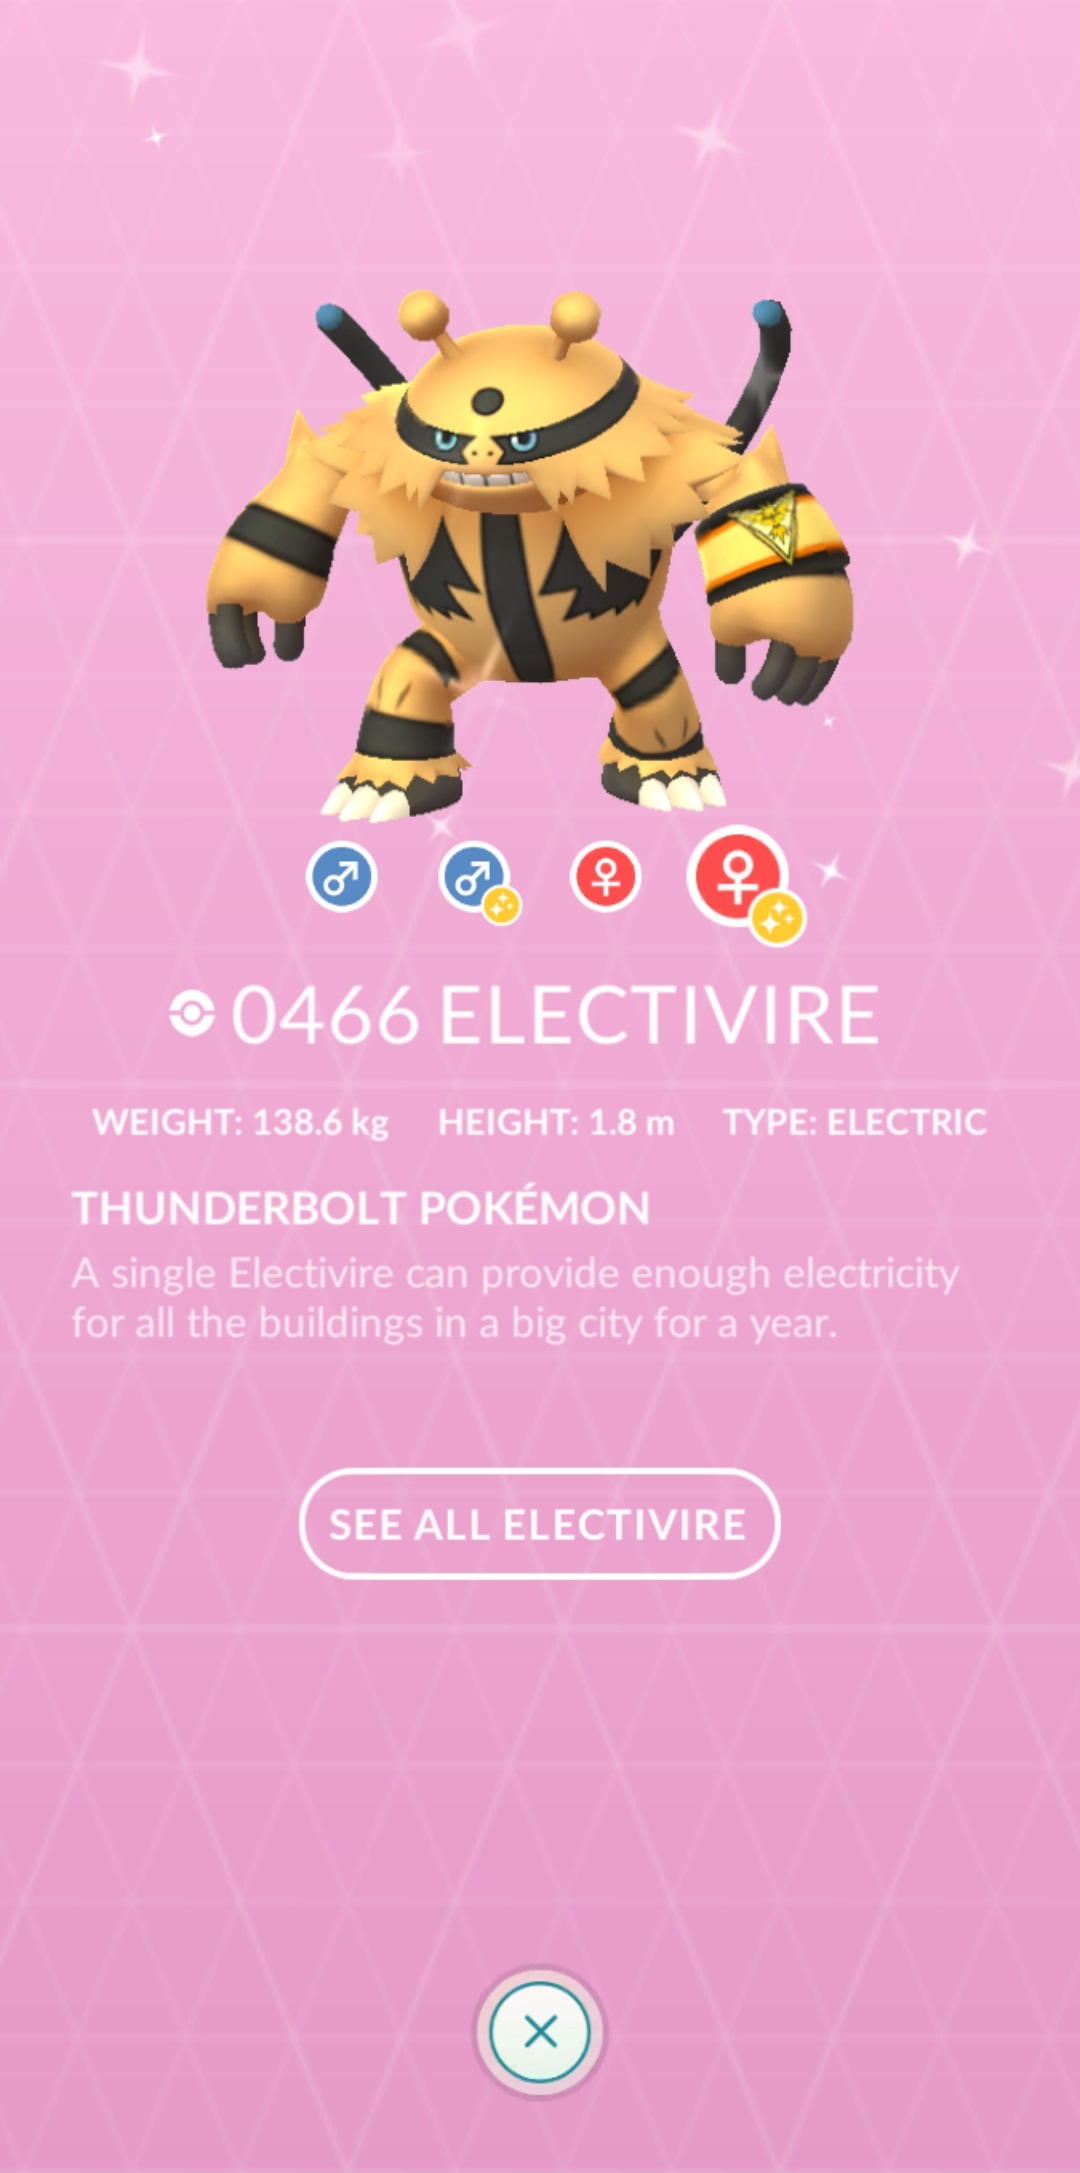 0466 ELECTIVIRE
WEIGHT: 138.6 kg HEIGHT: 1.8 m TYPE: ELECTRIC
THUNDERBOLT POKÉMON
A single Electivire can provide enough electricity
for all the buildings in a big city for a year.
SEE ALL ELECTIVIRE